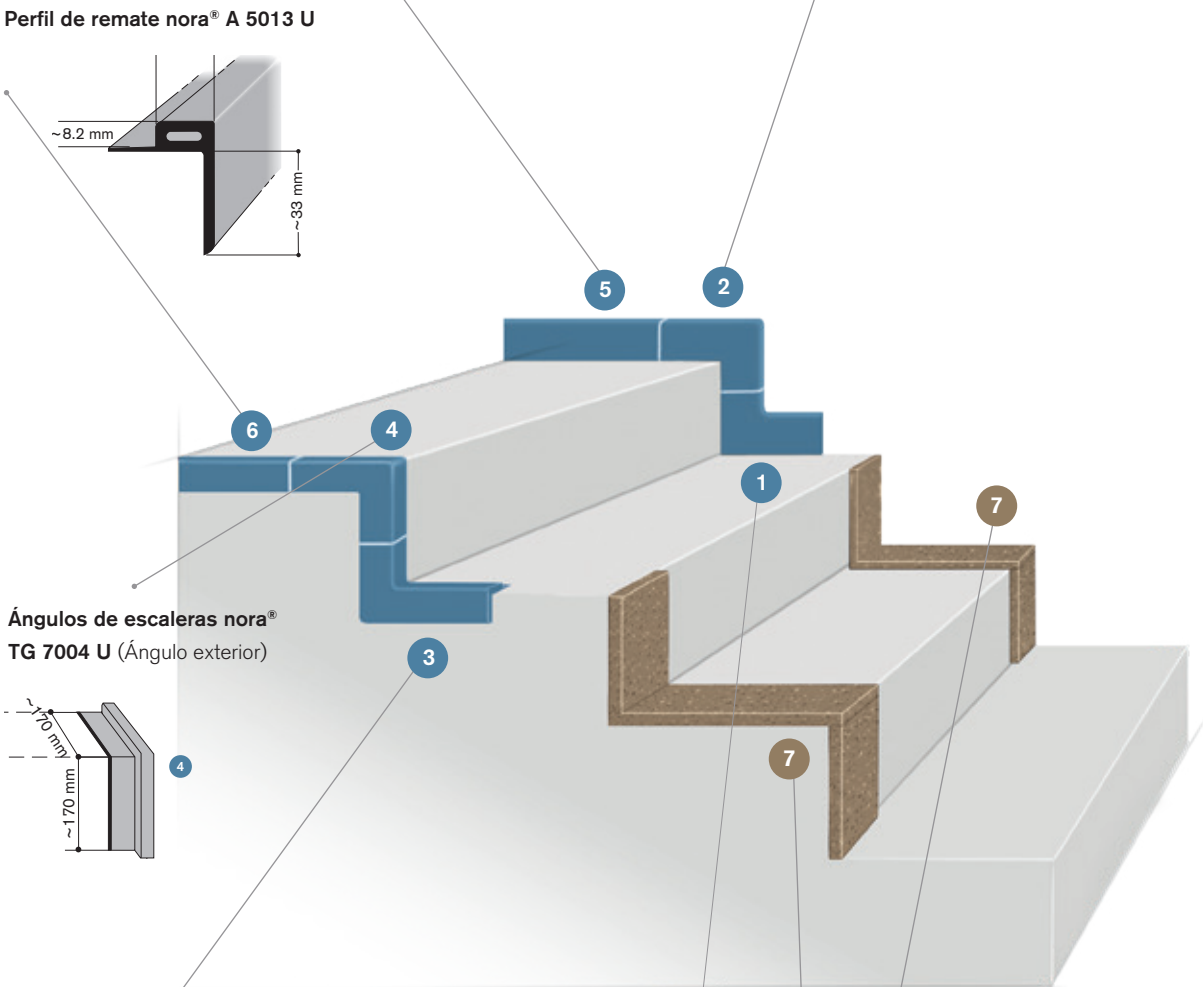 Perfil de remate nora® A 5013 U
~8.2 mm
~33 mm
5
2
6
4
1
7
3
7
Ángulos de escaleras nora®
TG 7004 U (Ángulo exterior)
~170 mm
~170 mm
4